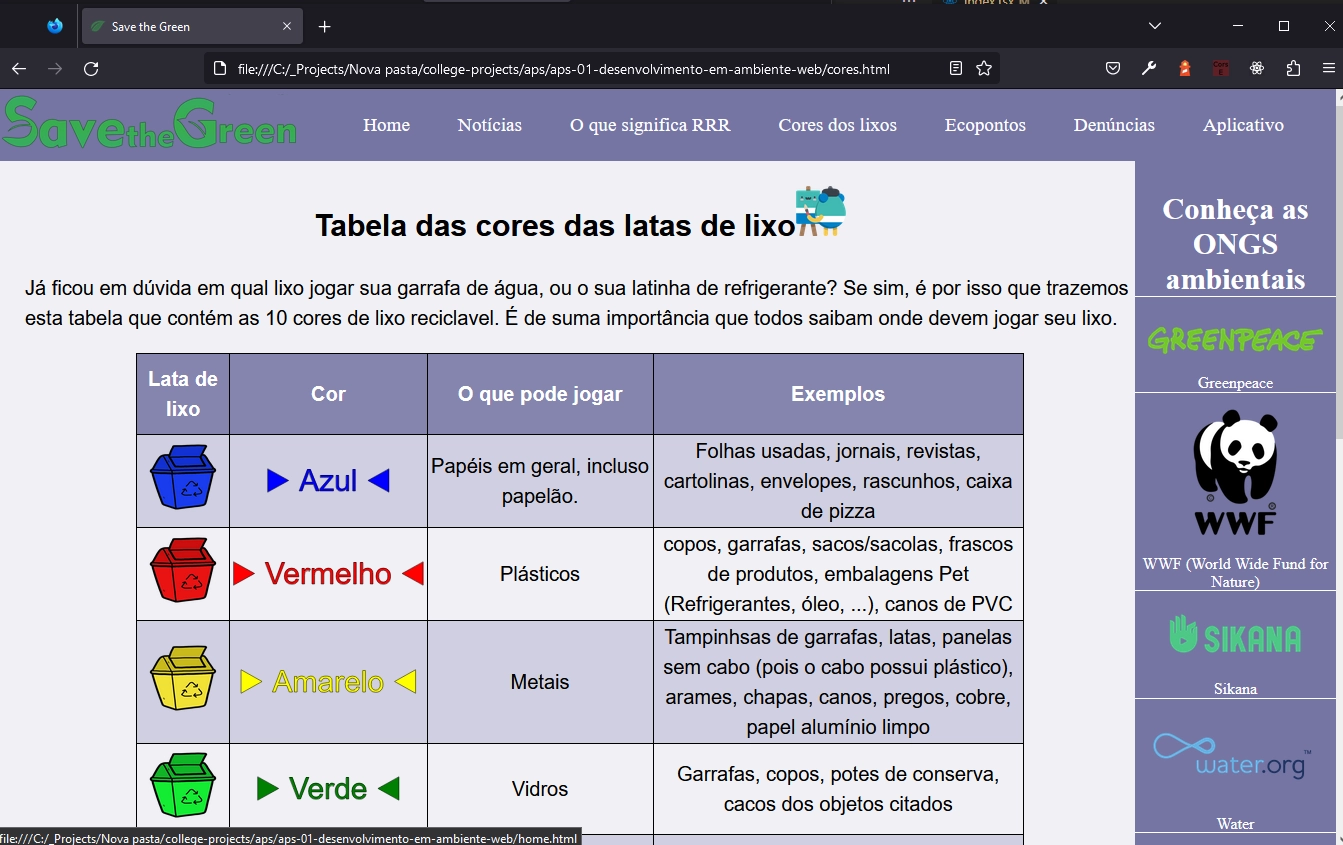 index.tsx M
Save the Green
file:///C:/_Projects/Nova pasta/college-projects/aps/aps-01-desenvolvimento-em-ambiente-web/cores.html
Save the Green
Home Notícias O que significa RRR Cores dos lixos Ecopontos Denúncias Aplicativo
Tabela das cores das latas de lixo
Já ficou em dúvida em qual lixo jogar sua garrafa de água, ou o sua latinha de refrigerante? Se sim, é por isso que trazemos
esta tabela que contém as 10 cores de lixo reciclavel. É de suma importância que todos saibam onde devem jogar seu lixo.
Lata de
lixo
Cor
O que pode jogar
Exemplos
Azul
Papéis em geral, incluso
papelão.
Folhas usadas, jornais, revistas,
cartolinas, envelopes, rascunhos, caixa
de pizza
Vermelho
Plásticos
copos, garrafas, sacos/sacolas, frascos
de produtos, embalagens Pet
(Refrigerantes, óleo, ...), canos de PVC
Amarelo
Metais
Tampinhsas de garrafas, latas, panelas
sem cabo (pois o cabo possui plástico),
arames, chapas, canos, pregos, cobre,
papel alumínio limpo
Verde
Vidros
Garrafas, copos, potes de conserva,
cacos dos objetos citados
Conheça as
ONGS
ambientais
GREENPEACE
Greenpeace
WWF
WWF (World Wide Fund for
Nature)
SIKANA
Sikana
water.org™
Water
file:///C:/_Projects/Nova pasta/college-projects/aps/aps-01-desenvolvimento-em-ambiente-web/home.html